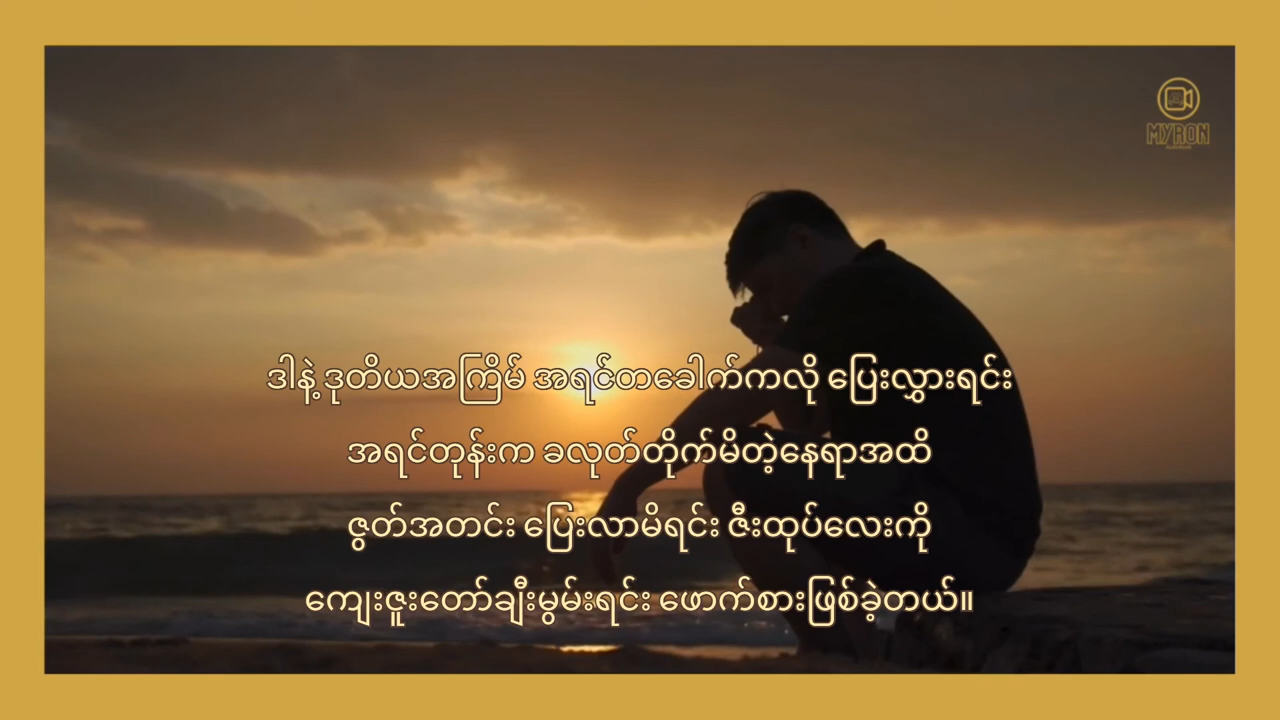 MYRON
ဒါနဲ့ ဒုတိယအကြိမ် အရင်တခေါက်ကလို ပြေးလွှားရင်း
အရင်တုန်းက ခလုတ်တိုက်မိတဲ့နေရာအထိ
ဇွတ်အတင်း ပြေးလာမိရင်း ဇီးထုပ်လေးကို
ကျေးဇူးတော်ချီးမွမ်းရင်း ဖောက်စားဖြစ်ခဲ့တယ်။